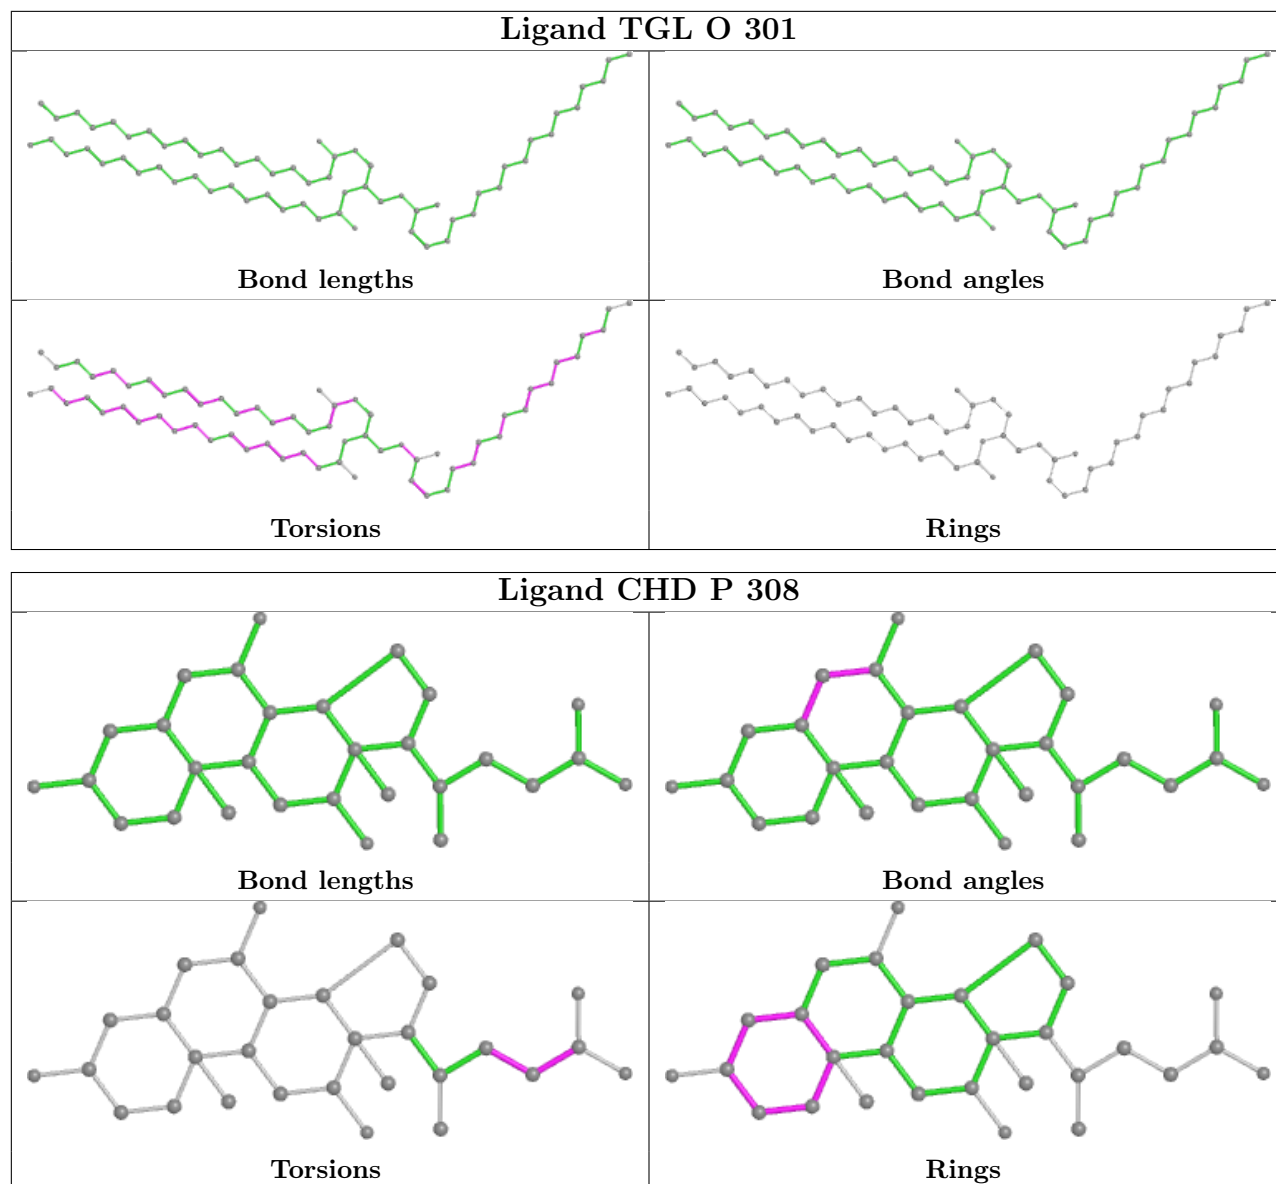 Ligand TGL O 301
Bond lengths
Bond angles
Torsions
Rings
Ligand CHD P 308
Bond lengths
Bond angles
Torsions
Rings